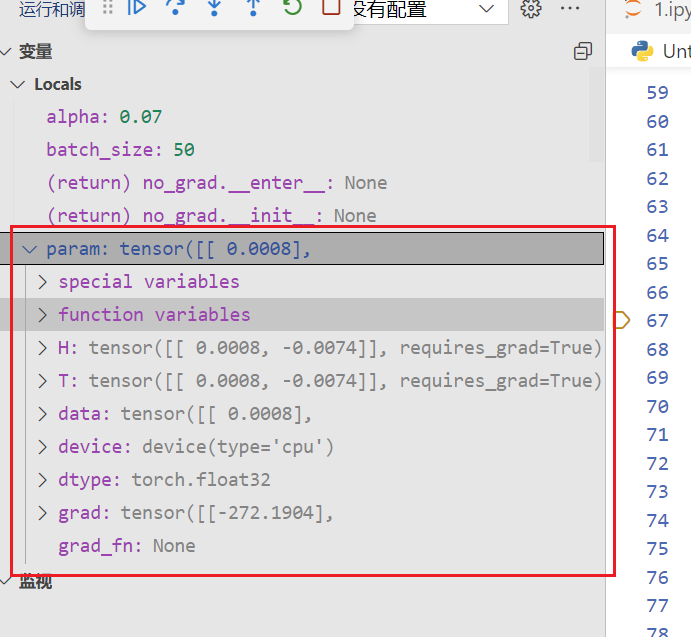 运行和调
没有配置
变量
Locals
alpha: 0.07
batch_size: 50
(return) no_grad.__enter__: None
(return) no_grad.__init__: None
param: tensor([[ 0.0008],
special variables
function variables
H: tensor([[ 0.0008, -0.0074]], requires_grad=True)
T: tensor([[ 0.0008, -0.0074]], requires_grad=True)
data: tensor([[ 0.0008],
device: device(type='cpu')
dtype: torch.float32
grad: tensor([[-272.1904],
grad_fn: None
监视
1.ipy
Unt
59
60
61
62
63
64
65
66
67
68
69
70
71
72
73
74
75
76
77
78